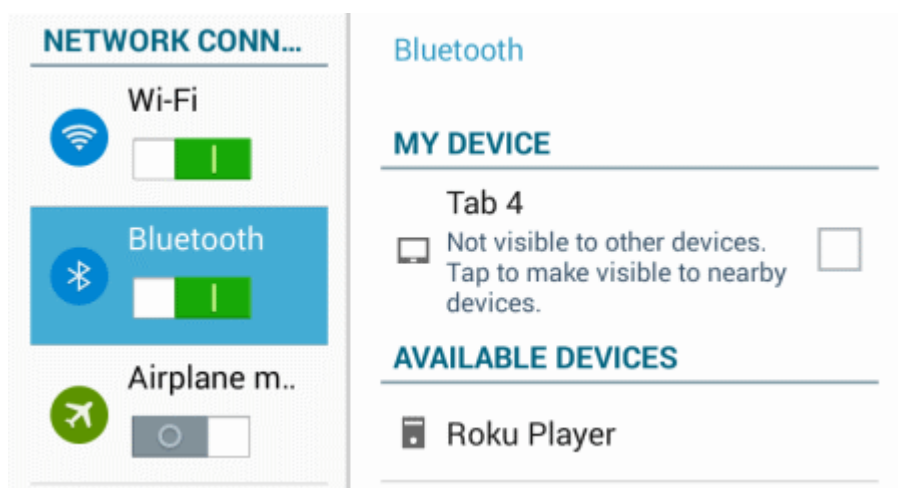 NETWORK CONN...
Wi-Fi
Bluetooth
Airplane m..
Bluetooth
MY DEVICE
Tab 4
Not visible to other devices.
Tap to make visible to nearby
devices.
AVAILABLE DEVICES
Roku Player